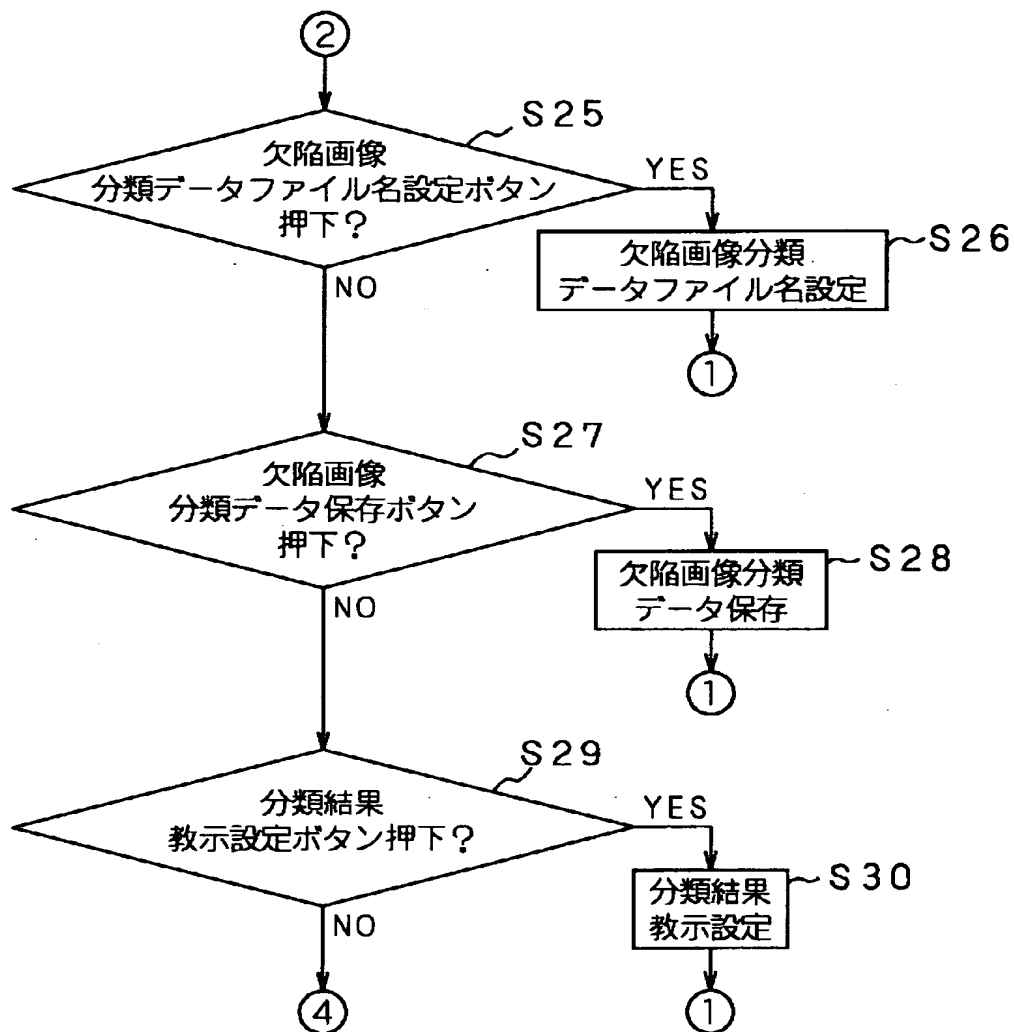 ②
S25
欠陥画像
分類データファイル名設定ボタン
押下?
YES
NO
S26
欠陥画像分類
データファイル名設定
①
S27
欠陥画像
分類データ保存ボタン
押下?
YES
NO
S28
欠陥画像分類
データ保存
①
S29
分類結果
教示設定ボタン押下?
YES
NO
S30
分類結果
教示設定
④
①